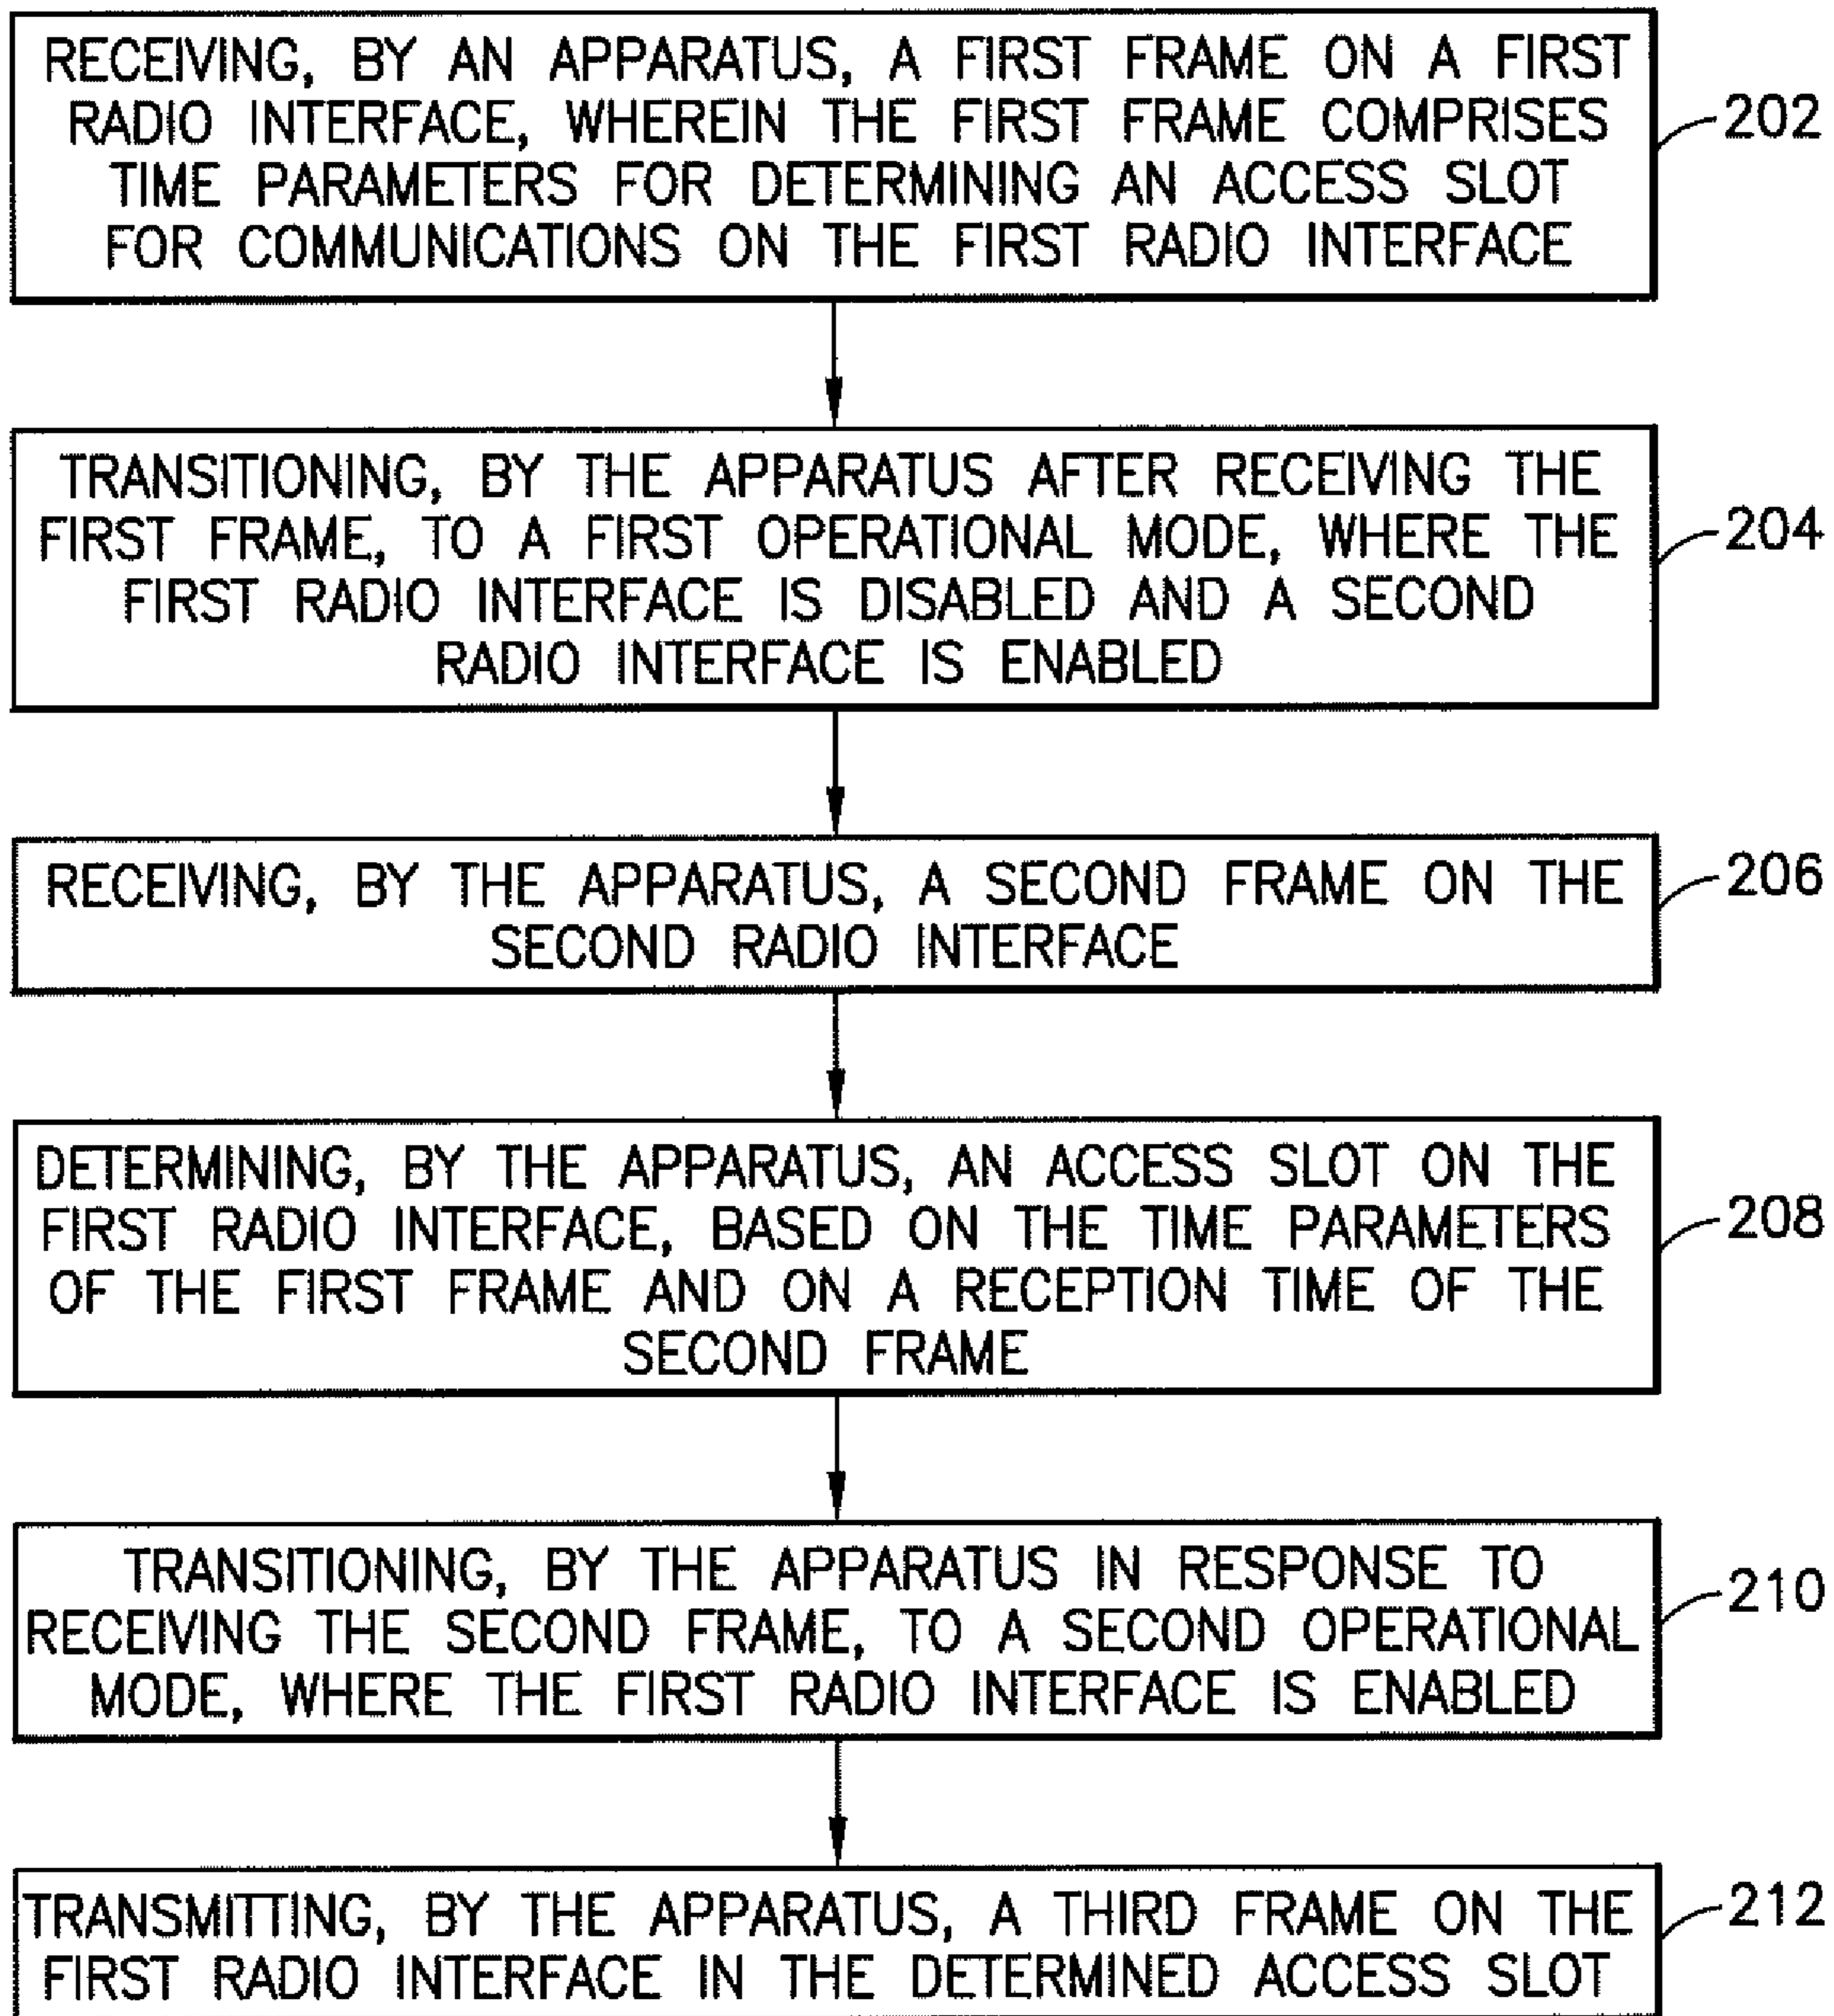 RECEIVING, BY AN APPARATUS, A FIRST FRAME ON A FIRST
RADIO INTERFACE, WHEREIN THE FIRST FRAME COMPRISES
TIME PARAMETERS FOR DETERMINING AN ACCESS SLOT
FOR COMMUNICATIONS ON THE FIRST RADIO INTERFACE
202
TRANSITIONING, BY THE APPARATUS AFTER RECEIVING THE
FIRST FRAME, TO A FIRST OPERATIONAL MODE, WHERE THE
FIRST RADIO INTERFACE IS DISABLED AND A SECOND
RADIO INTERFACE IS ENABLED
204
RECEIVING, BY THE APPARATUS, A SECOND FRAME ON THE
SECOND RADIO INTERFACE
206
DETERMINING, BY THE APPARATUS, AN ACCESS SLOT ON THE
FIRST RADIO INTERFACE, BASED ON THE TIME PARAMETERS
OF THE FIRST FRAME AND ON A RECEPTION TIME OF THE
SECOND FRAME
208
TRANSITIONING, BY THE APPARATUS IN RESPONSE TO
RECEIVING THE SECOND FRAME, TO A SECOND OPERATIONAL
MODE, WHERE THE FIRST RADIO INTERFACE IS ENABLED
210
TRANSMITTING, BY THE APPARATUS, A THIRD FRAME ON THE
FIRST RADIO INTERFACE IN THE DETERMINED ACCESS SLOT
212